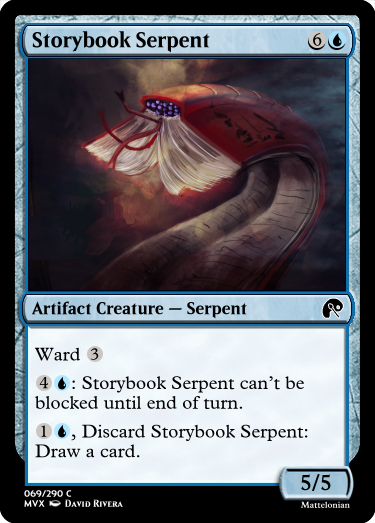 Storybook Serpent 6
Artifact Creature — Serpent
Ward 3
4: Storybook Serpent can't be
blocked until end of turn.
1, Discard Storybook Serpent:
Draw a card.
5/5
069/290 C
MVX DAVID RIVERA
Mattelonian